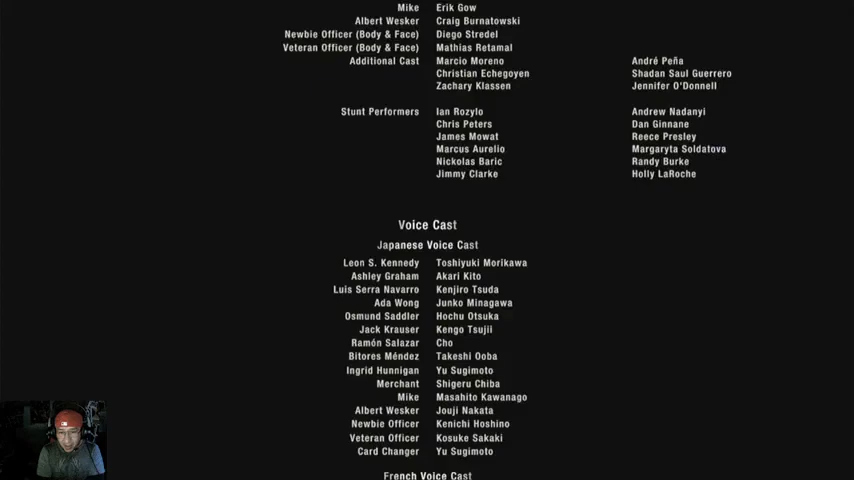 Mike Erik Gow
Albert Wesker Craig Burnatowski
Newbie Officer (Body & Face) Diego Stredel
Veteran Officer (Body & Face) Mathias Retamal
Additional Cast Marcio Moreno André Peña
Christian Echegoyen Shadan Saul Guerrero
Zachary Klassen Jennifer O'Donnell
Stunt Performers Ian Rozylo Andrew Nadanyi
Chris Peters Dan Ginnane
James Mowat Reece Presley
Marcus Aurelio Margaryta Soldatova
Nickolas Baric Randy Burke
Jimmy Clarke Holly LaRoche
Voice Cast
Japanese Voice Cast
Leon S. Kennedy Toshiyuki Morikawa
Ashley Graham Akari Kito
Luis Serra Navarro Kenjiro Tsuda
Ada Wong Junko Minagawa
Osmund Saddler Hochu Otsuka
Jack Krauser Kengo Tsujii
Ramón Salazar Cho
Bitores Méndez Takeshi Ooba
Ingrid Hunnigan Yu Sugimoto
Merchant Shigeru Chiba
Mike Masahito Kawanago
Albert Wesker Jouji Nakata
Newbie Officer Kenichi Hoshino
Veteran Officer Kosuke Sakaki
Card Changer Yu Sugimoto
French Voice Cast